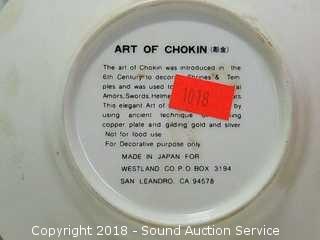 ART OF CHOKIN (彫金)
The art of Chokin was introduced in the
6th Century to decora Shrines & Tem
ples and was used to
Amors, Swords, Helme
This elegant Art of by
using ancient technique
copper plate and gilding gold and silver
Not for food use
For Decorative purpose only
MADE IN JAPAN FOR
WESTLAND CO. P.O BOX 3194
SAN LEANDRO, CA 94578
1018
Copyright 2018 - Sound Auction Service